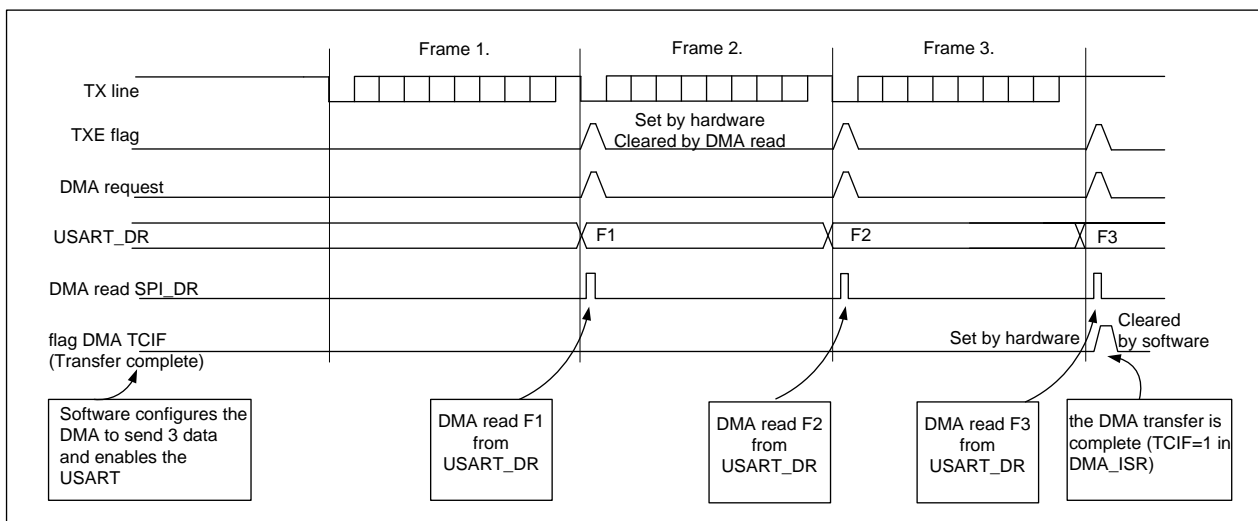 Frame 1.
Frame 2.
Frame 3.
TX line
TXE flag
Set by hardware
Cleared by DMA read
DMA request
USART_DR
F1
F2
F3
DMA read SPI_DR
flag DMA TCIF
(Transfer complete)
Set by hardware
Cleared
by software
Software configures the
DMA to send 3 data
and enables the
USART
DMA read F1
from
USART_DR
DMA read F2
from
USART_DR
DMA read F3
from
USART_DR
the DMA transfer is
complete (TCIF=1 in
DMA_ISR)